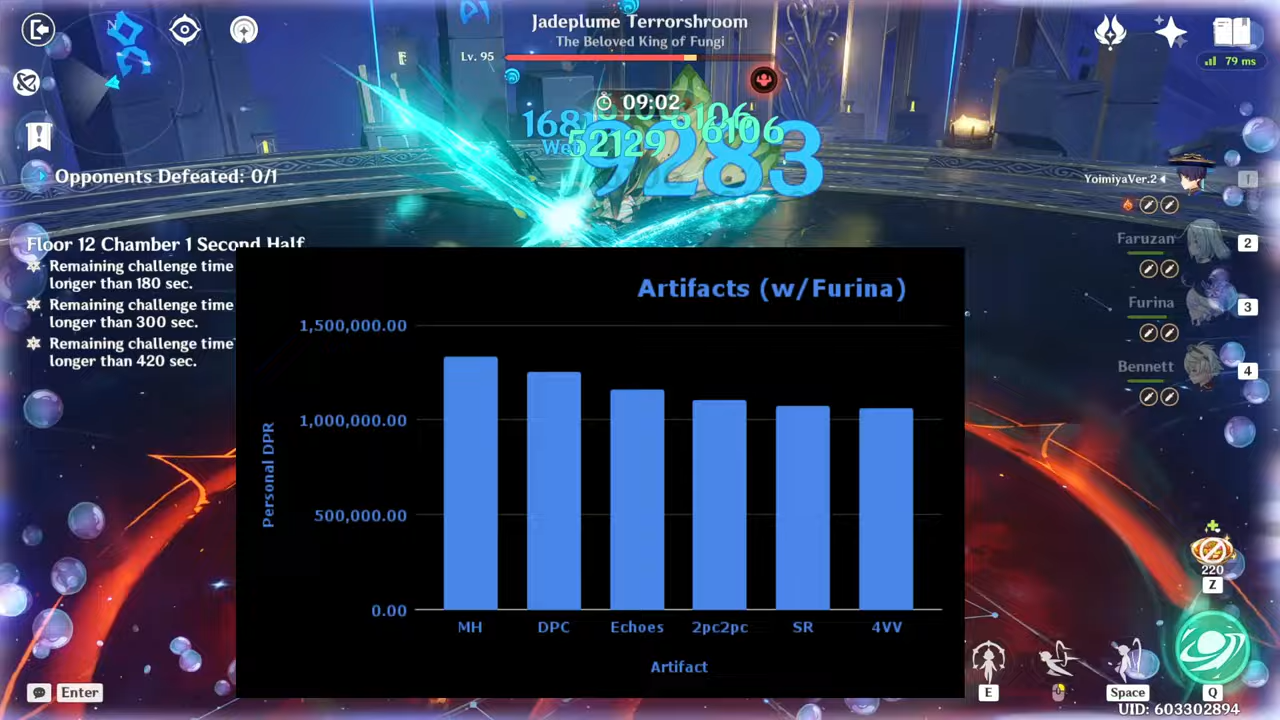 Jadeplume Terrorshroom
The Beloved King of Fungi
Lv. 95
79 ms
N
09:02
6106
52129
9283
Opponents Defeated: 0/1
Floor 12 Chamber 1 Second Half
Remaining challenge time
longer than 180 sec.
Remaining challenge time
longer than 300 sec.
Remaining challenge time
longer than 420 sec.
YoimiyaVer.2
Faruzan
2
Furina
3
Bennett
4
Artifacts (w/Furina)
1,500,000.00
1,000,000.00
500,000.00
0.00
Personal DPR
MH DPC Echoes 2pc2pc SR 4VV
Artifact
220
Z
E
Space
Q
Enter
UID: 603302894